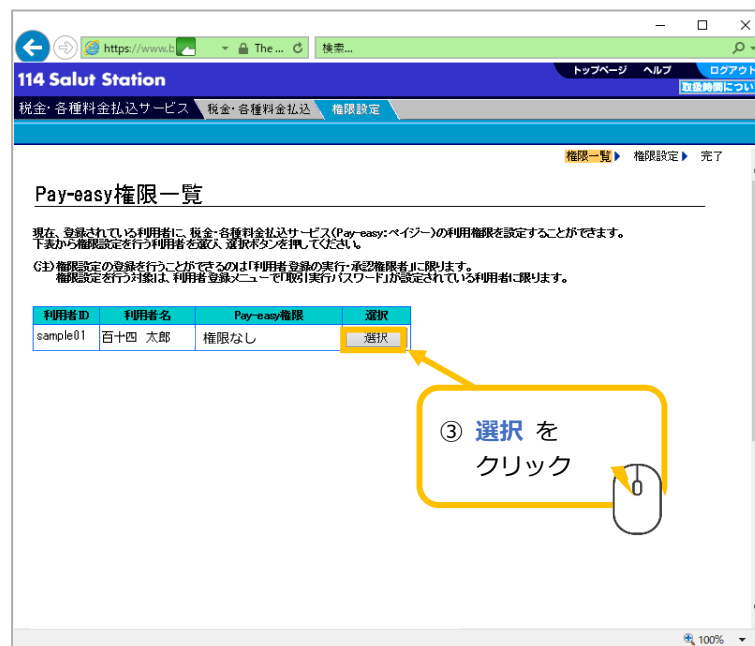 https://www.b
The...
検索...
トップページ ヘルプ ログアウト
114 Salut Station
取扱時間につい
税金・各種料金払込サービス 税金・各種料金払込 権限設定
権限一覧 権限設定 完了
Pay-easy権限一覧
現在、登録されている利用者に、税金・各種料金払込サービス(Pay-easy:ペイジー)の利用権限を設定することができます。
下表から権限設定を行う利用者を選び、選択ボタンを押してください。
(注)権限設定の登録を行うことができるのは「利用者登録の実行・承認権限者」に限ります。
権限設定を行う対象は、利用者登録メニューで「取引実行パスワード」が設定されている利用者に限ります。
利用者ID 利用者名 Pay-easy権限 選択
sample01 百十四 太郎 権限なし 選択
③ 選択 を
クリック
100%